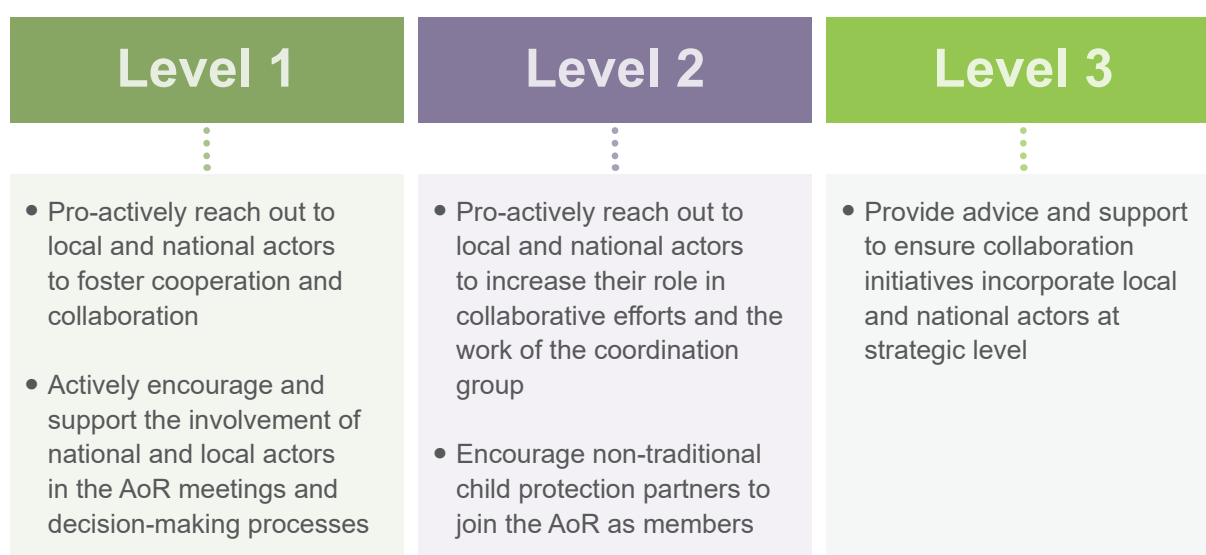 Level 1
• Pro-actively reach out to
local and national actors
to foster cooperation and
collaboration
• Actively encourage and
support the involvement of
national and local actors
in the AoR meetings and
decision-making processes
Level 2
• Pro-actively reach out to
local and national actors
to increase their role in
collaborative efforts and the
work of the coordination
group
• Encourage non-traditional
child protection partners to
join the AoR as members
Level 3
• Provide advice and support
to ensure collaboration
initiatives incorporate local
and national actors at
strategic level